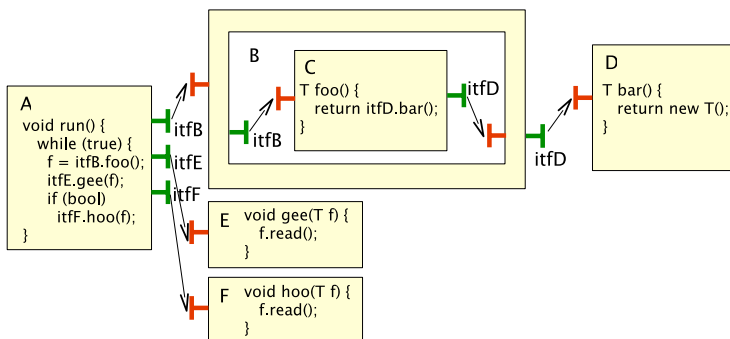 A
void run() {
while (true) {
f = itfB.foo();
itfE.gee(f);
if (bool)
itfF.hoo(f);
}
itfB
itfE
itfF
B
itfB
C
T foo() {
return itfD.bar();
}
itfD
itfD
D
T bar() {
return new T();
}
E
void gee(T f) {
f.read();
}
F
void hoo(T f) {
f.read();
}